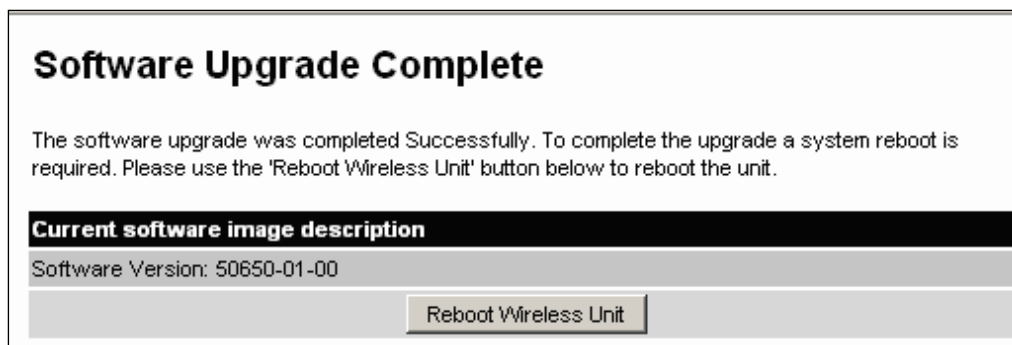 Software Upgrade Complete
The software upgrade was completed Successfully. To complete the upgrade a system reboot is
required. Please use the 'Reboot Wireless Unit' button below to reboot the unit.
Current software image description
Software Version: 50650-01-00
Reboot Wireless Unit